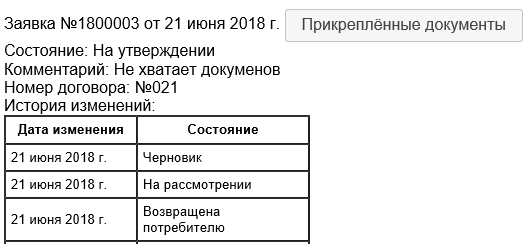 Заявка №1800003 от 21 июня 2018 г. Прикреплённые документы
Состояние: На утверждении
Комментарий: Не хватает докуменов
Номер договора: №021
История изменений:
Дата изменения Состояние
21 июня 2018 г. Черновик
21 июня 2018 г. На рассмотрении
21 июня 2018 г. Возвращена
потребителю